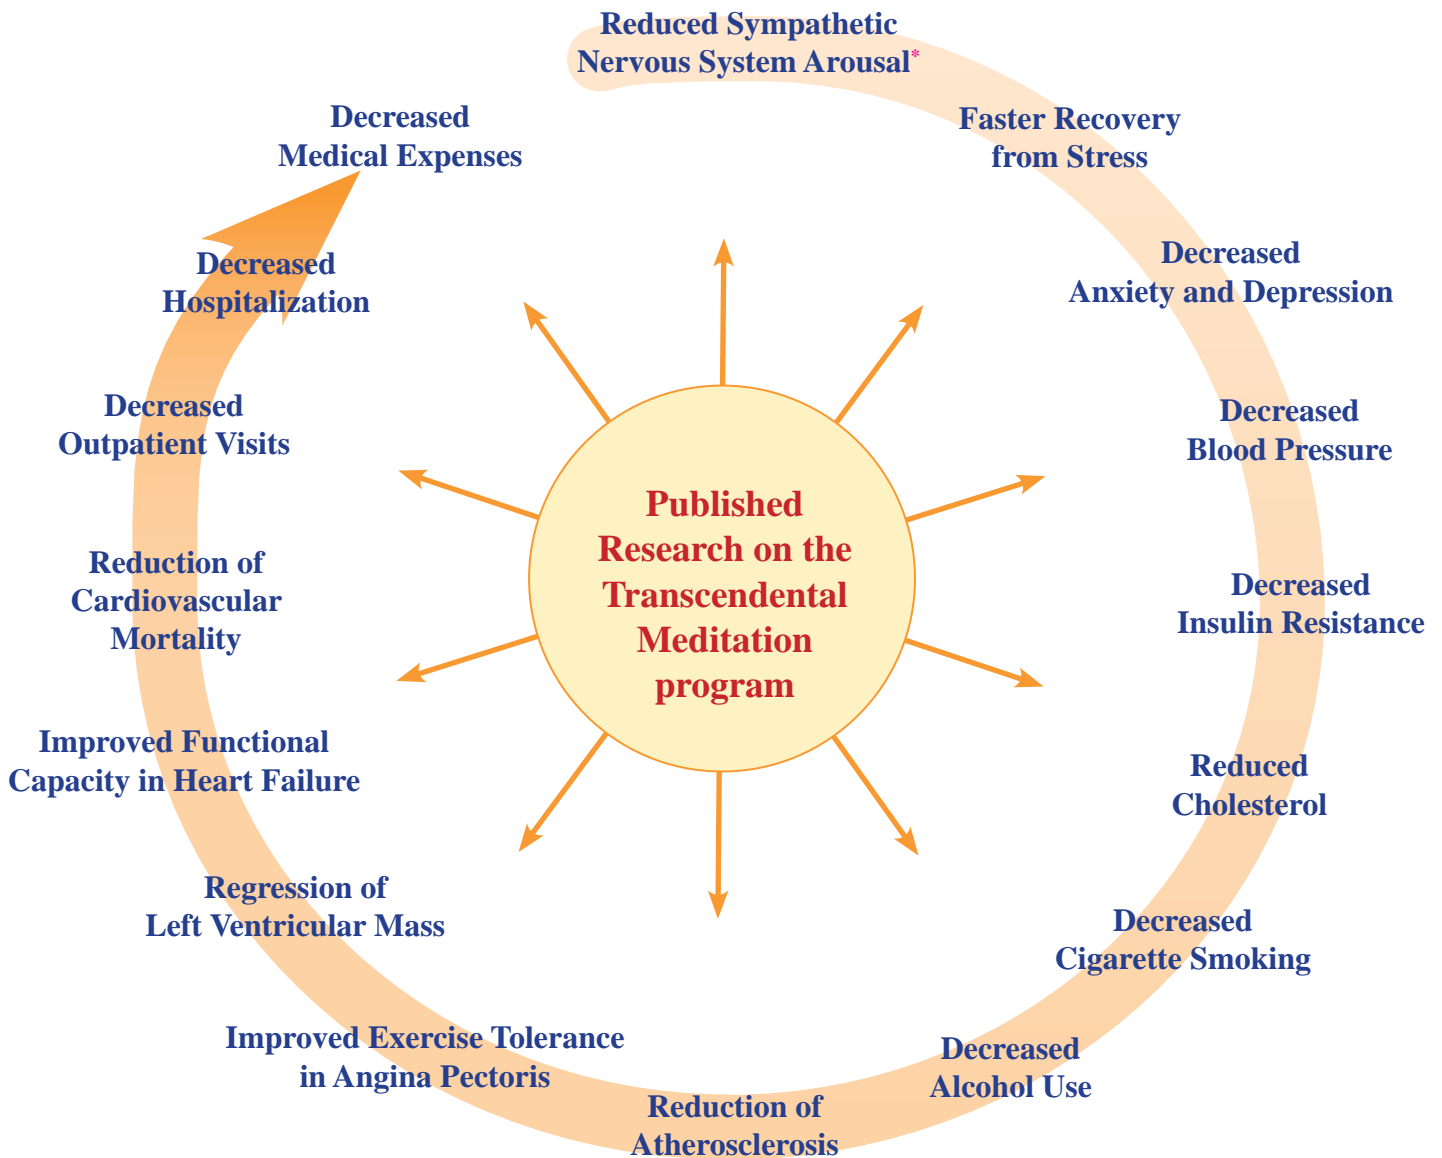 Reduced Sympathetic
Nervous System Arousal*
Faster Recovery
from Stress
Decreased
Anxiety and Depression
Decreased
Blood Pressure
Decreased
Insulin Resistance
Reduced
Cholesterol
Decreased
Cigarette Smoking
Decreased
Alcohol Use
Reduction of
Atherosclerosis
Improved Exercise Tolerance
in Angina Pectoris
Regression of
Left Ventricular Mass
Improved Functional
Capacity in Heart Failure
Reduction of
Cardiovascular
Mortality
Decreased
Outpatient Visits
Decreased
Hospitalization
Decreased
Medical Expenses
Published
Research on the
Transcendental
Meditation
program